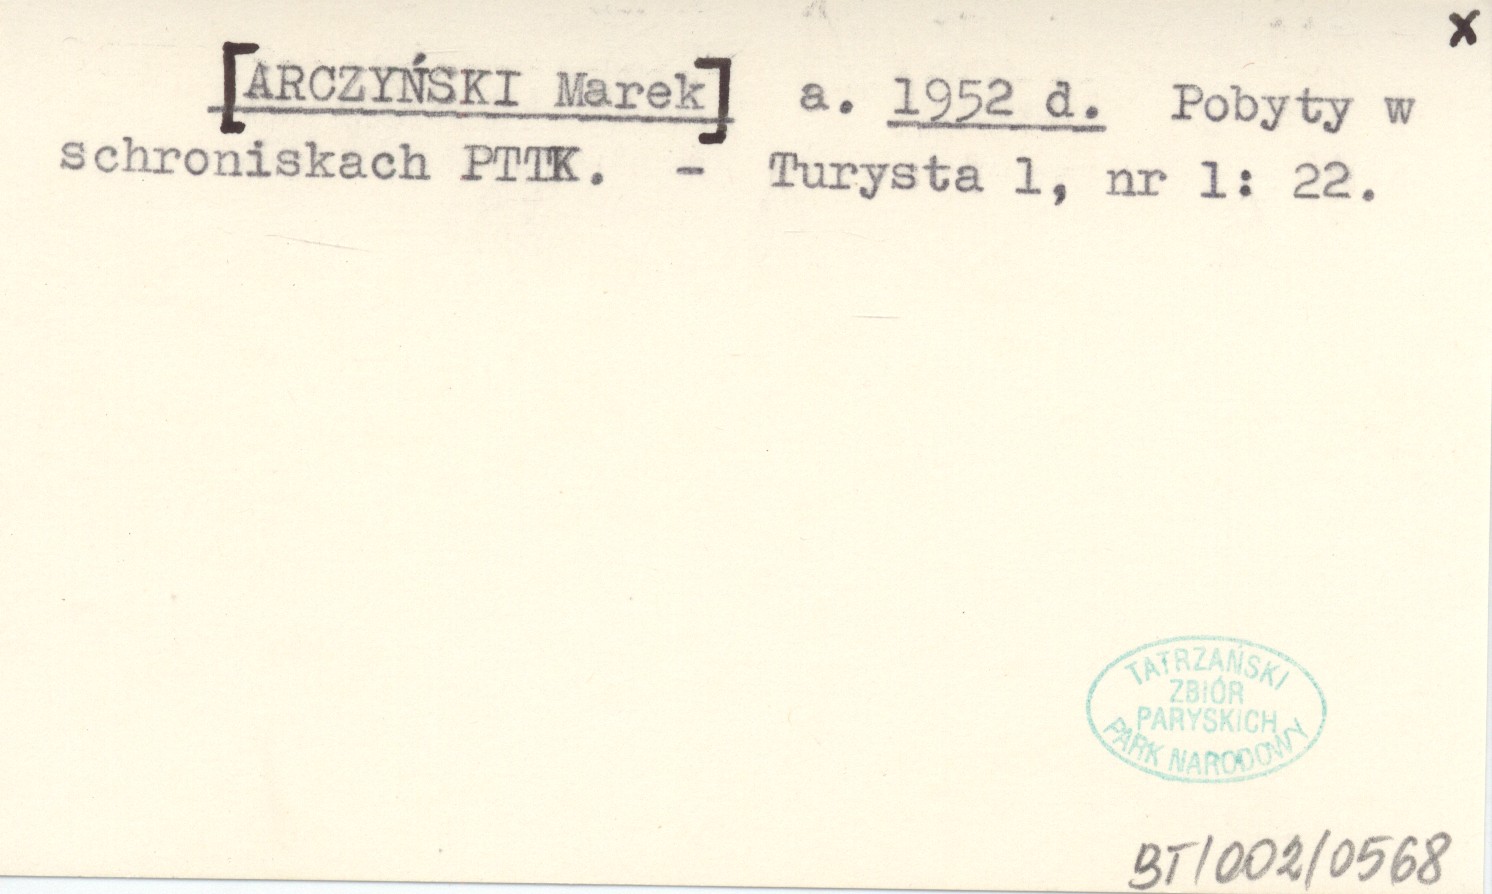 x
[ARCZYŃSKI Marek] a. 1952 d. Pobyty w
schroniskach PTTK. - Turysta 1, nr 1: 22.
TATRZAŃSKI
ZBIÓR
PARYSKICH
PARK NARODOWY
BT/002/0568